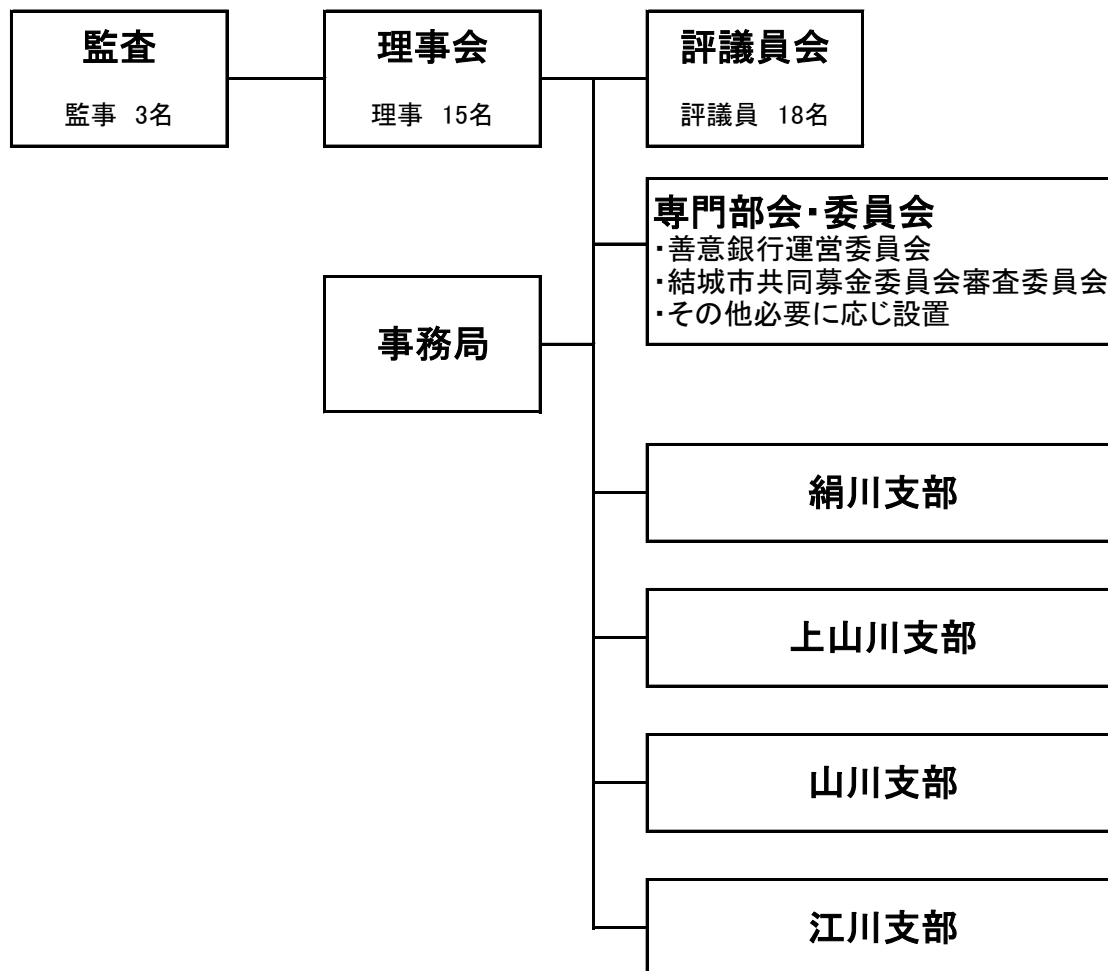 監査
監事 3名
理事会
理事 15名
評議員会
評議員 18名
専門部会・委員会
・善意銀行運営委員会
・結城市共同募金委員会審査委員会
・その他必要に応じ設置
事務局
絹川支部
上山川支部
山川支部
江川支部